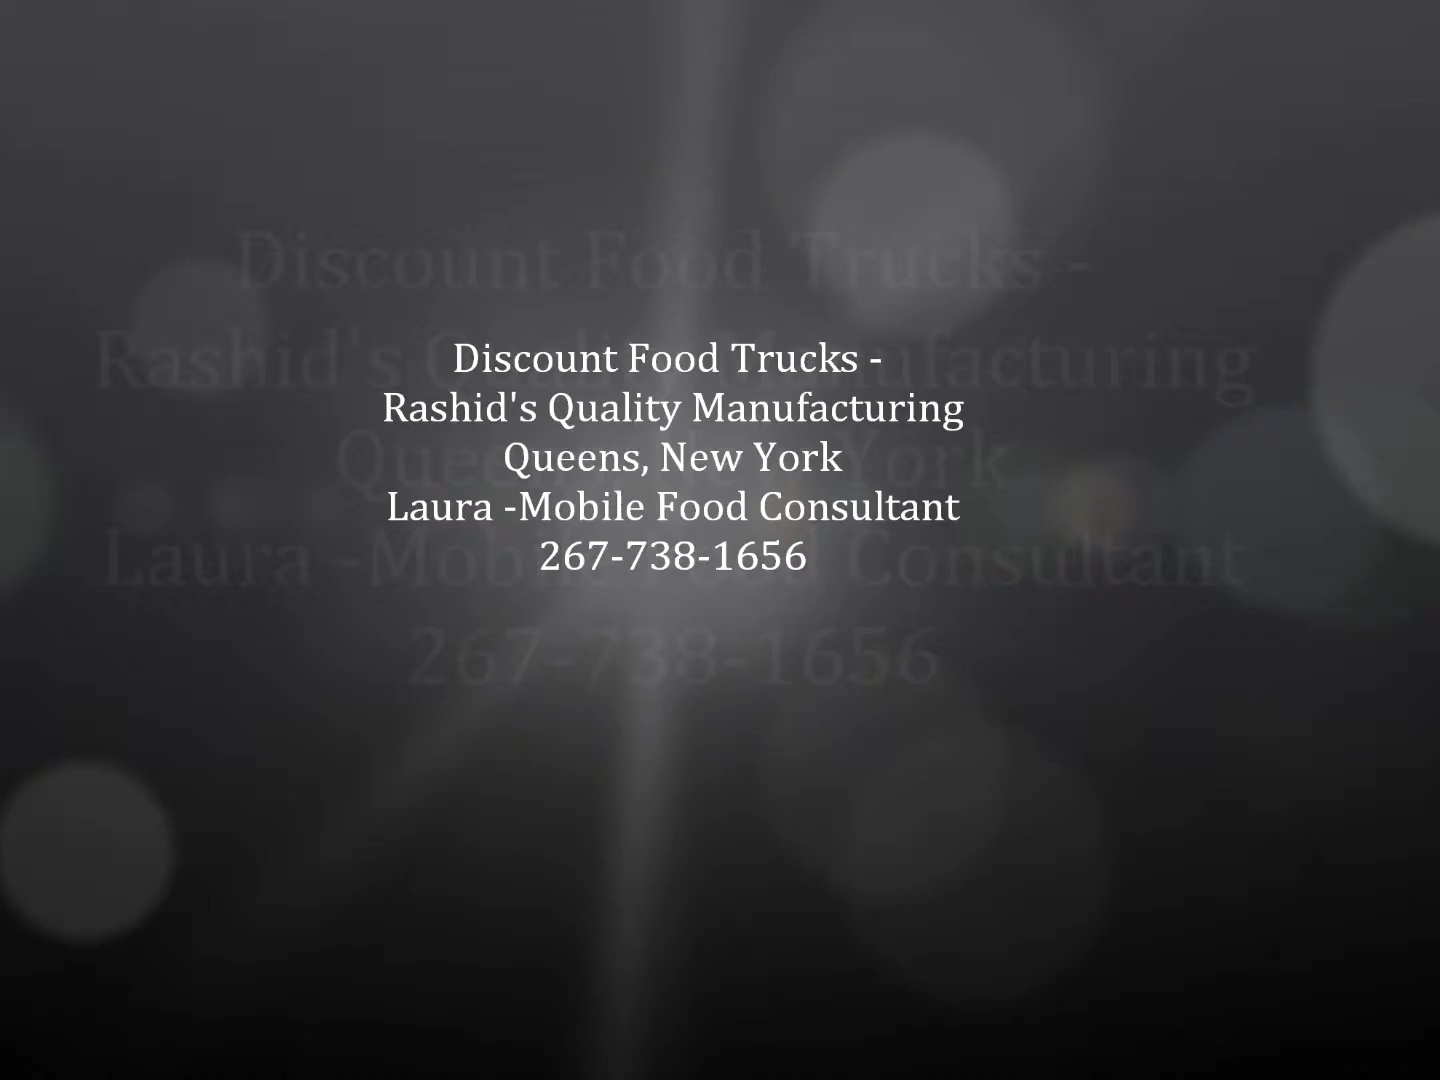 Discount Food Trucks -
Rashid's Quality Manufacturing
Queens, New York
Laura -Mobile Food Consultant
267-738-1656